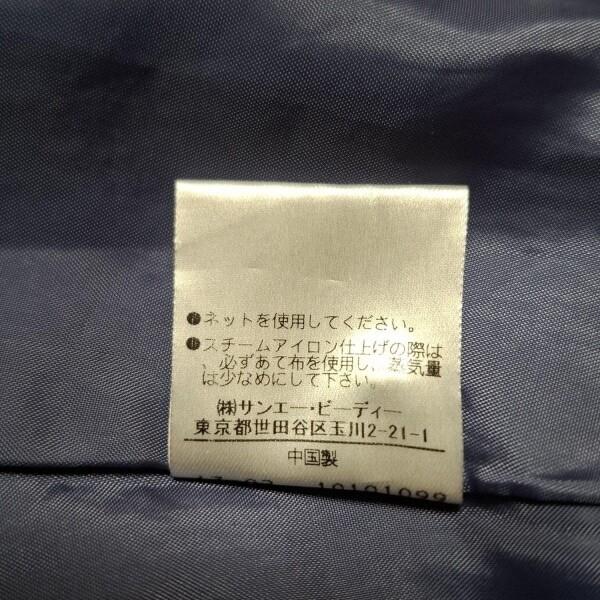 ●ネットを使用してください。
●スチームアイロン仕上げの際は
、必ずあて布を使用し、蒸気量
は少なめにして下さい。
㈱サンエー・ビーディー
東京都世田谷区玉川2-21-1
中国製